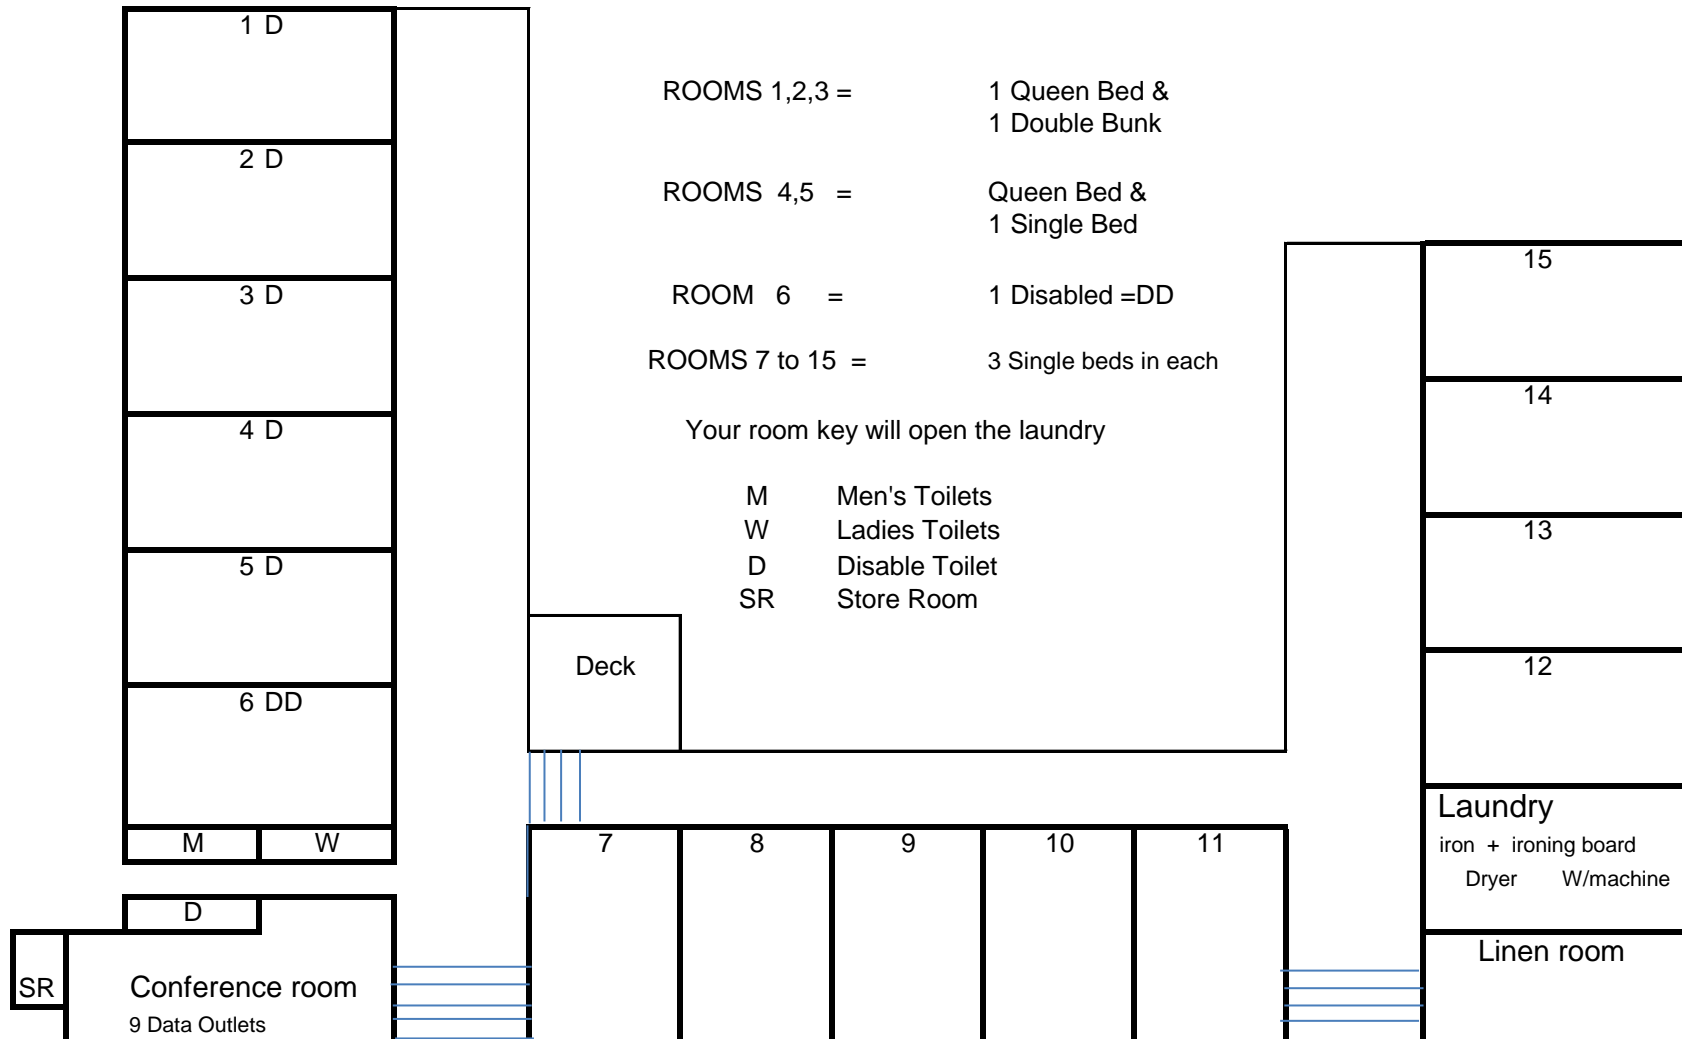 1 D
2 D
3 D
4 D
5 D
6 DD
M W
D
SR
Conference room
9 Data Outlets
ROOMS 1,2,3 = 1 Queen Bed &
1 Double Bunk
ROOMS 4,5 = Queen Bed &
1 Single Bed
ROOM 6 = 1 Disabled =DD
ROOMS 7 to 15 = 3 Single beds in each
Your room key will open the laundry
M Men's Toilets
W Ladies Toilets
D Disable Toilet
SR Store Room
Deck
7 8 9 10 11
15
14
13
12
Laundry
iron + ironing board
Dryer W/machine
Linen room